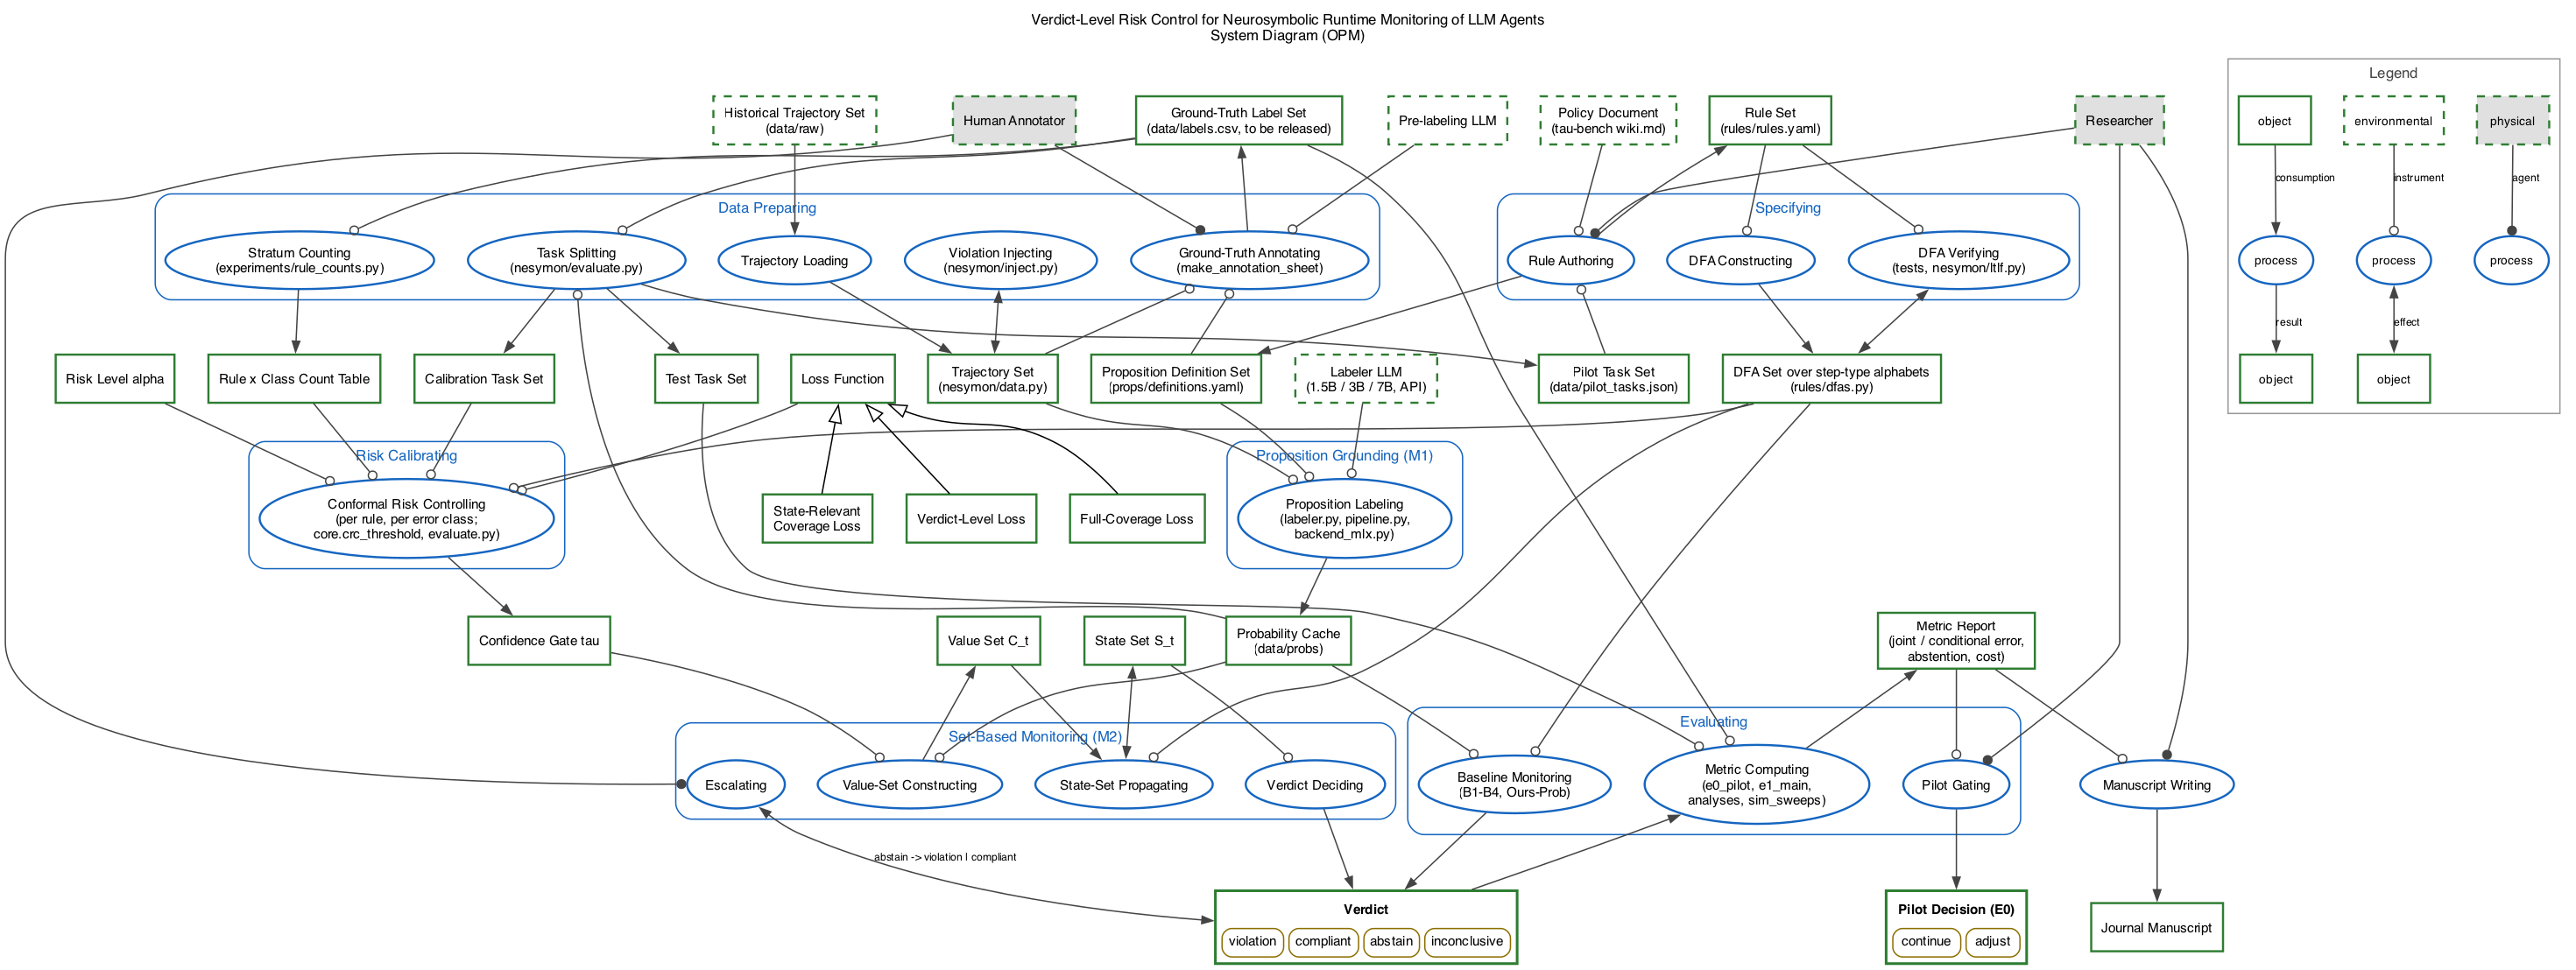 Verdict-Level Risk Control for Neurosymbolic Runtime Monitoring of LLM Agents
System Diagram (OPM)
Legend
Historical Trajectory Set
(data/raw)
Human Annotator
Ground-Truth Label Set
(data/labels.csv, to be released)
Pre-labeling LLM
Policy Document
(tau-bench wiki.md)
Rule Set
(rules/rules.yaml)
Researcher
object
environmental
physical
consumption
instrument
agent
Data Preparing
Specifying
Stratum Counting
(experiments/rule_counts.py)
Task Splitting
(nesymon/evaluate.py)
Trajectory Loading
Violation Injecting
(nesymon/inject.py)
Ground-Truth Annotating
(make_annotation_sheet)
Rule Authoring
DFA Constructing
DFA Verifying
(tests, nesymon/ltlf.py)
process
process
process
result
effect
Risk Level alpha
Rule x Class Count Table
Calibration Task Set
Test Task Set
Loss Function
Trajectory Set
(nesymon/data.py)
Proposition Definition Set
(props/definitions.yaml)
Labeler LLM
(1.5B / 3B / 7B, API)
Pilot Task Set
(data/pilot_tasks.json)
DFA Set over step-type alphabets
(rules/dfas.py)
object
object
Risk Calibrating
Proposition Grounding (M1)
Conformal Risk Controlling
(per rule, per error class;
core.crc_threshold, evaluate.py)
State-Relevant
Coverage Loss
Verdict-Level Loss
Full-Coverage Loss
Proposition Labeling
(labeler.py, pipeline.py,
backend_mlx.py)
Confidence Gate tau
Value Set C_t
State Set S_t
Probability Cache
(data/probs)
Metric Report
(joint / conditional error,
abstention, cost)
Set-Based Monitoring (M2)
Evaluating
Escalating
Value-Set Constructing
State-Set Propagating
Verdict Deciding
Baseline Monitoring
(B1-B4, Ours-Prob)
Metric Computing
(e0_pilot, e1_main,
analyses, sim_sweeps)
Pilot Gating
Manuscript Writing
abstain -> violation | compliant
Verdict
violation
compliant
abstain
inconclusive
Pilot Decision (E0)
continue
adjust
Journal Manuscript